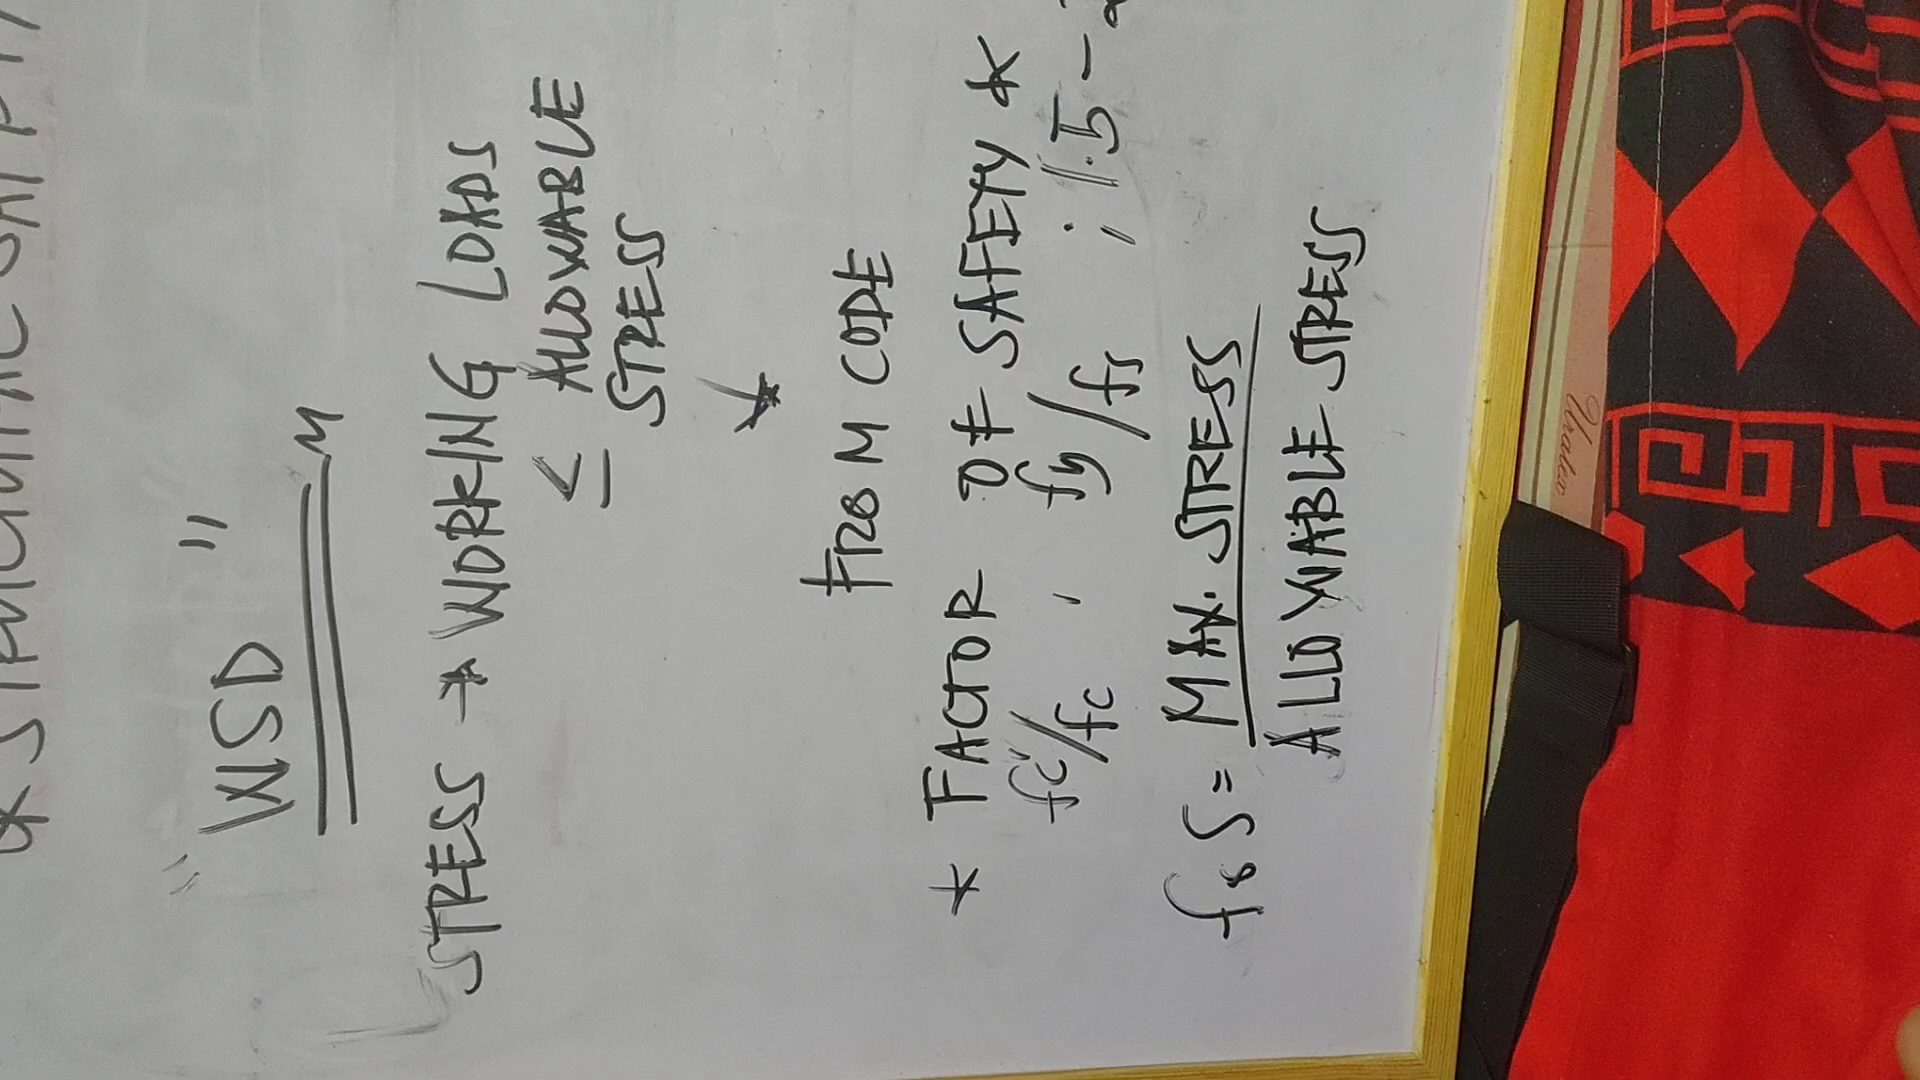 "WSD"
STRESS → WORKING LOADS
≤ ALLOWABLE
STRESS
FROM CODE
* FACTOR OF SAFETY *
fc'/fc , fy/fs ; 1.5 -
f.S = MAX. STRESS
ALLOWABLE STRESS